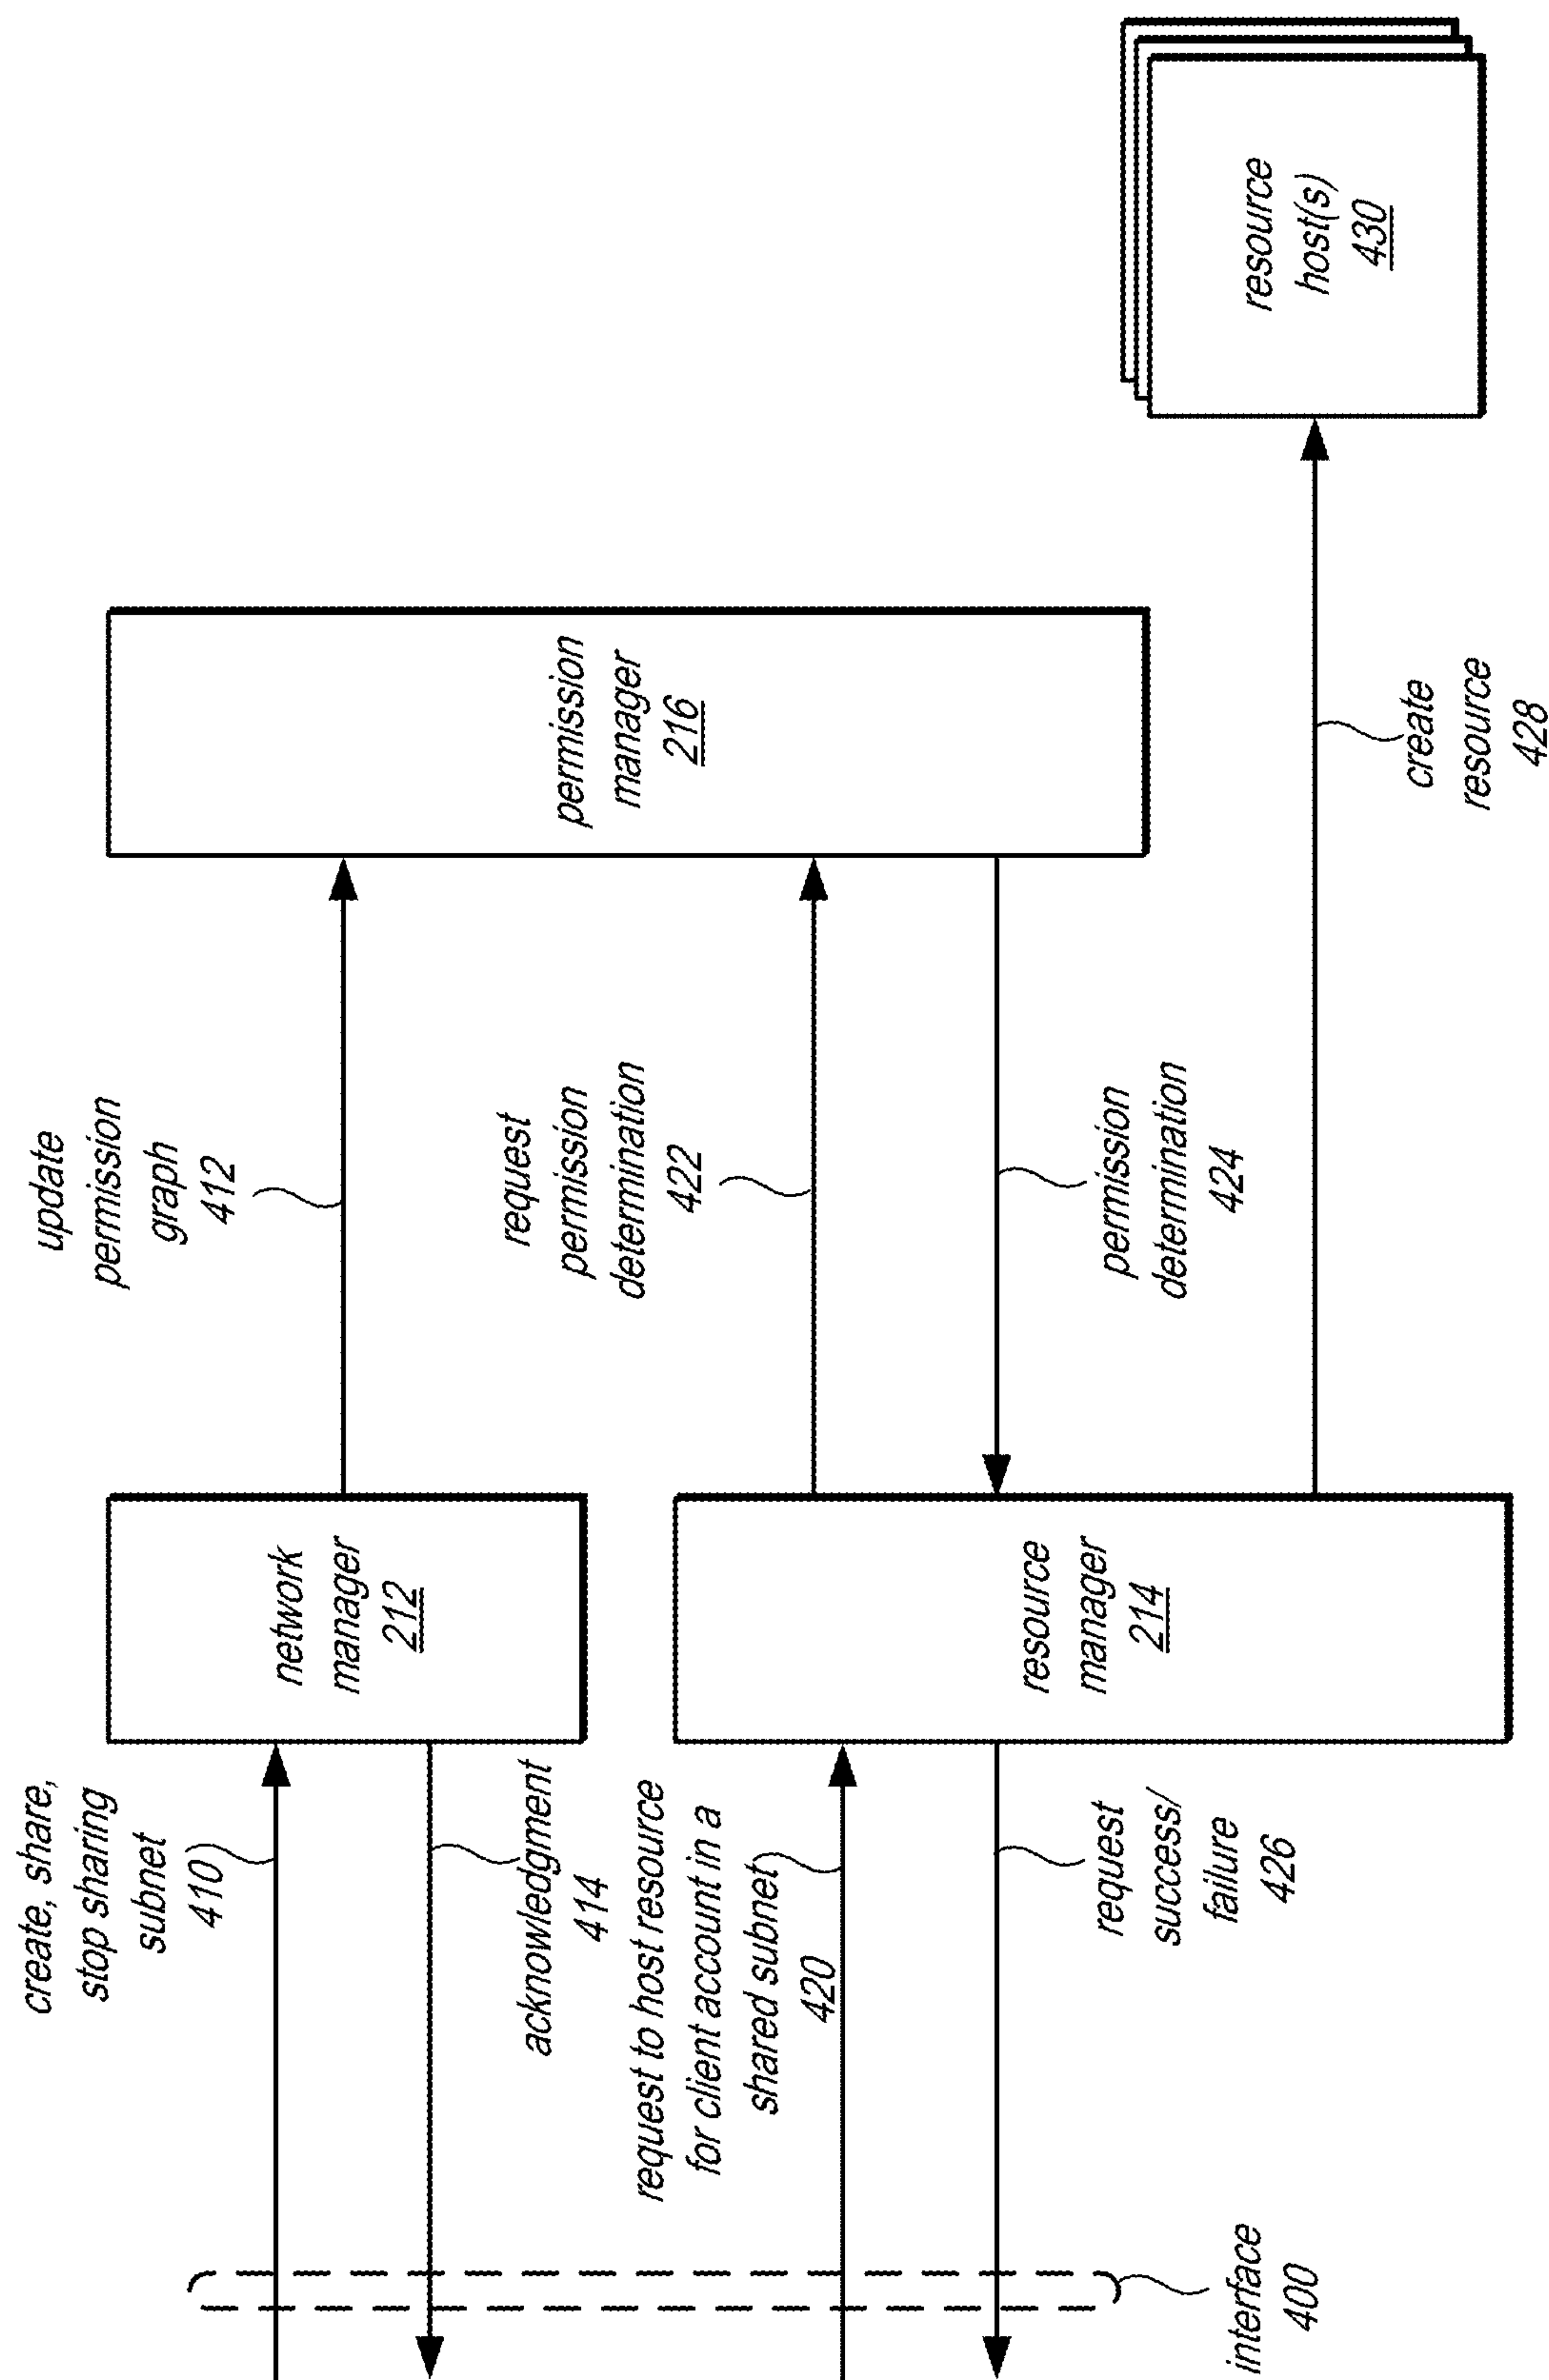 create, share,
stop sharing
subnet
410
network
manager
212
update
permission
graph
412
acknowledgment
414
permission
manager
216
request
permission
determination
422
request to host resource
for client account in a
shared subnet
420
resource
manager
214
permission
determination
424
request
success/
failure
426
resource
host(s)
430
create
resource
428
interface
400